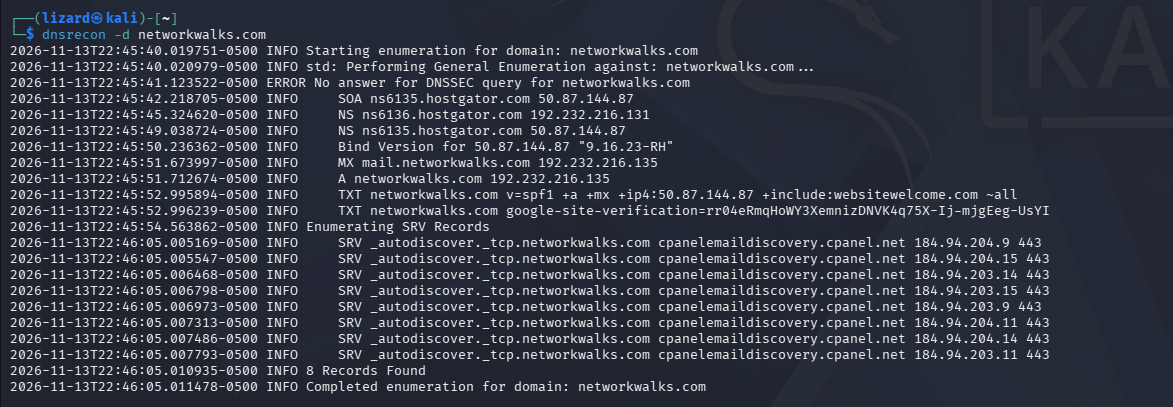 ┌──(lizard㉿kali)-[~]
└─$ dnsrecon -d networkwalks.com
2026-11-13T22:45:40.019751-0500 INFO Starting enumeration for domain: networkwalks.com
2026-11-13T22:45:40.020979-0500 INFO std: Performing General Enumeration against: networkwalks.com...
2026-11-13T22:45:41.123522-0500 ERROR No answer for DNSSEC query for networkwalks.com
2026-11-13T22:45:42.218705-0500 INFO SOA ns6135.hostgator.com 50.87.144.87
2026-11-13T22:45:45.324620-0500 INFO NS ns6136.hostgator.com 192.232.216.131
2026-11-13T22:45:49.038724-0500 INFO NS ns6135.hostgator.com 50.87.144.87
2026-11-13T22:45:50.236362-0500 INFO Bind Version for 50.87.144.87 "9.16.23-RH"
2026-11-13T22:45:51.673997-0500 INFO MX mail.networkwalks.com 192.232.216.135
2026-11-13T22:45:51.712674-0500 INFO A networkwalks.com 192.232.216.135
2026-11-13T22:45:52.995894-0500 INFO TXT networkwalks.com v=spf1 +a +mx +ip4:50.87.144.87 +include:websitewelcome.com ~all
2026-11-13T22:45:52.996239-0500 INFO TXT networkwalks.com google-site-verification=rr04eRmqHoWY3XemnizDNVK4q75X-Ij-mjgEeg-UsYI
2026-11-13T22:45:54.563862-0500 INFO Enumerating SRV Records
2026-11-13T22:46:05.005169-0500 INFO SRV _autodiscover._tcp.networkwalks.com cpanelemaildiscovery.cpanel.net 184.94.204.9 443
2026-11-13T22:46:05.005547-0500 INFO SRV _autodiscover._tcp.networkwalks.com cpanelemaildiscovery.cpanel.net 184.94.204.15 443
2026-11-13T22:46:05.006468-0500 INFO SRV _autodiscover._tcp.networkwalks.com cpanelemaildiscovery.cpanel.net 184.94.203.14 443
2026-11-13T22:46:05.006798-0500 INFO SRV _autodiscover._tcp.networkwalks.com cpanelemaildiscovery.cpanel.net 184.94.203.15 443
2026-11-13T22:46:05.006973-0500 INFO SRV _autodiscover._tcp.networkwalks.com cpanelemaildiscovery.cpanel.net 184.94.203.9 443
2026-11-13T22:46:05.007313-0500 INFO SRV _autodiscover._tcp.networkwalks.com cpanelemaildiscovery.cpanel.net 184.94.204.11 443
2026-11-13T22:46:05.007486-0500 INFO SRV _autodiscover._tcp.networkwalks.com cpanelemaildiscovery.cpanel.net 184.94.204.14 443
2026-11-13T22:46:05.007793-0500 INFO SRV _autodiscover._tcp.networkwalks.com cpanelemaildiscovery.cpanel.net 184.94.203.11 443
2026-11-13T22:46:05.010935-0500 INFO 8 Records Found
2026-11-13T22:46:05.011478-0500 INFO Completed enumeration for domain: networkwalks.com
KA